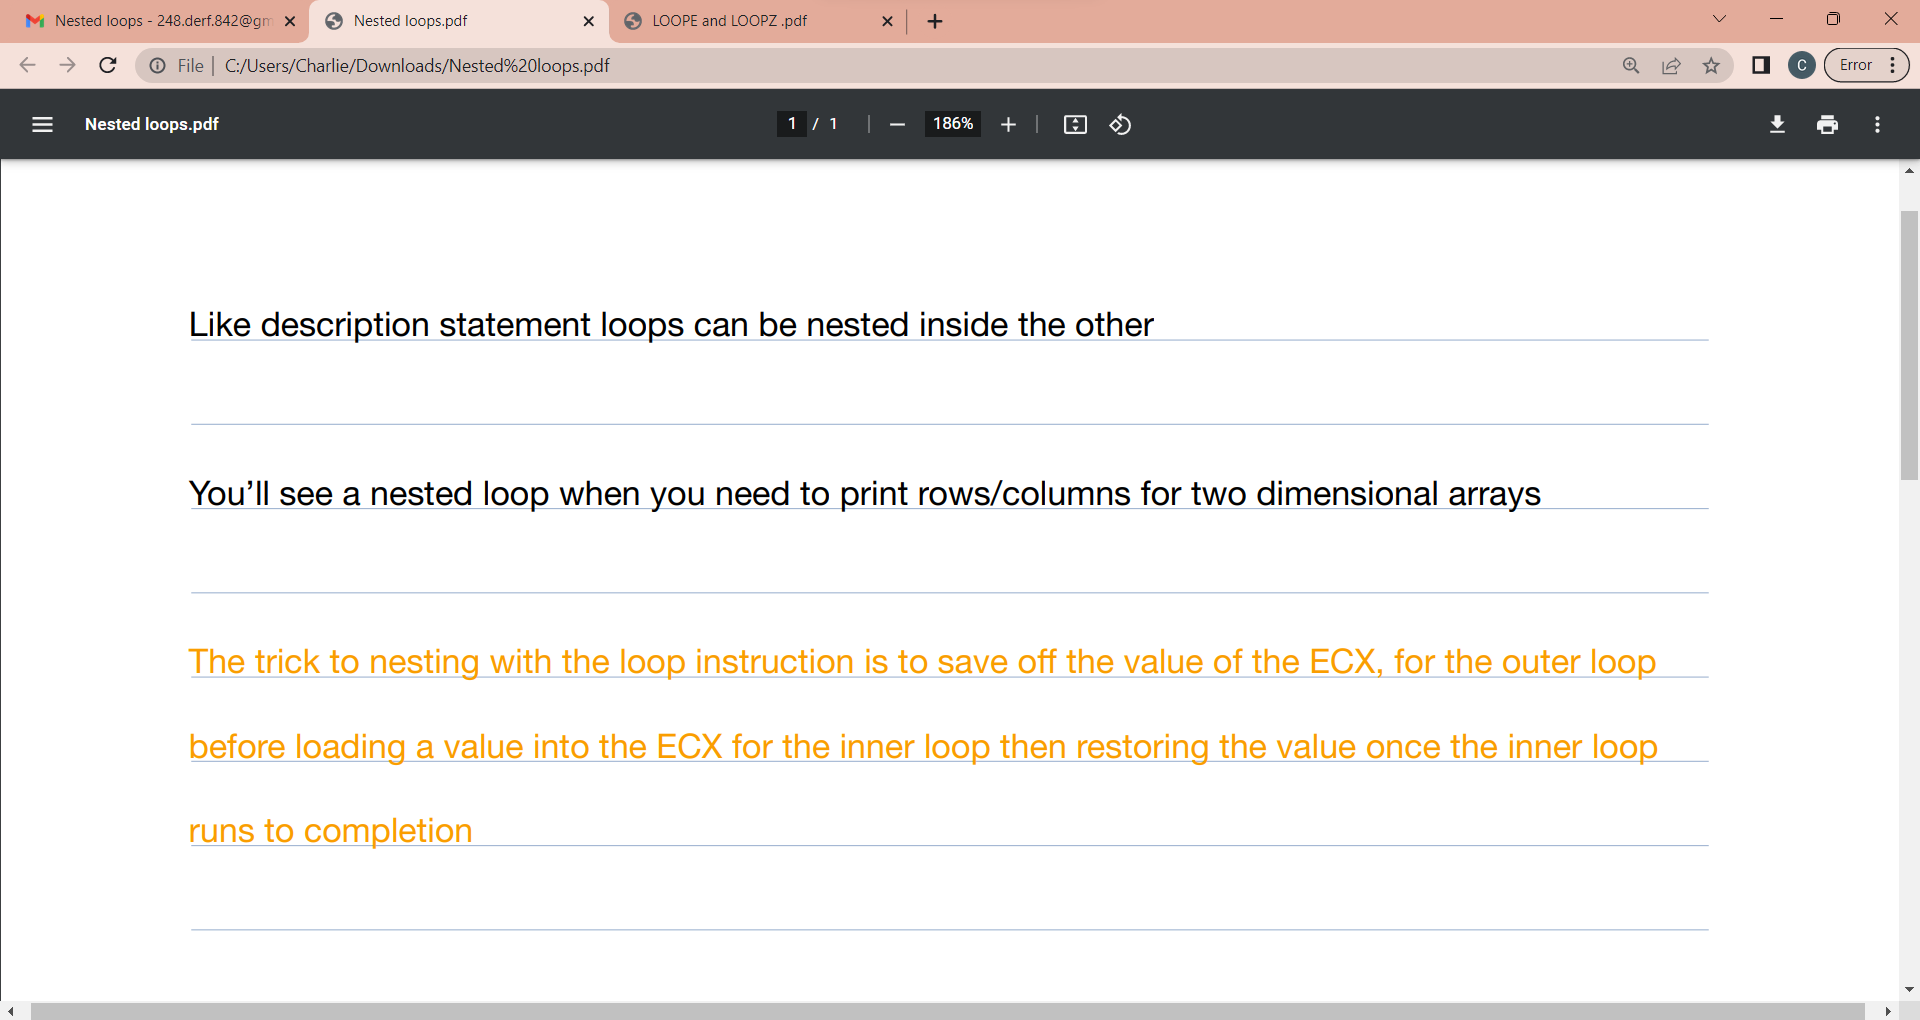 Nested loops - 248.derf.842@gm
Nested loops.pdf
LOOPE and LOOPZ .pdf
File | C:/Users/Charlie/Downloads/Nested%20loops.pdf
C
Error
Nested loops.pdf
1 / 1
186%
Like description statement loops can be nested inside the other
You’ll see a nested loop when you need to print rows/columns for two dimensional arrays
The trick to nesting with the loop instruction is to save off the value of the ECX, for the outer loop
before loading a value into the ECX for the inner loop then restoring the value once the inner loop
runs to completion